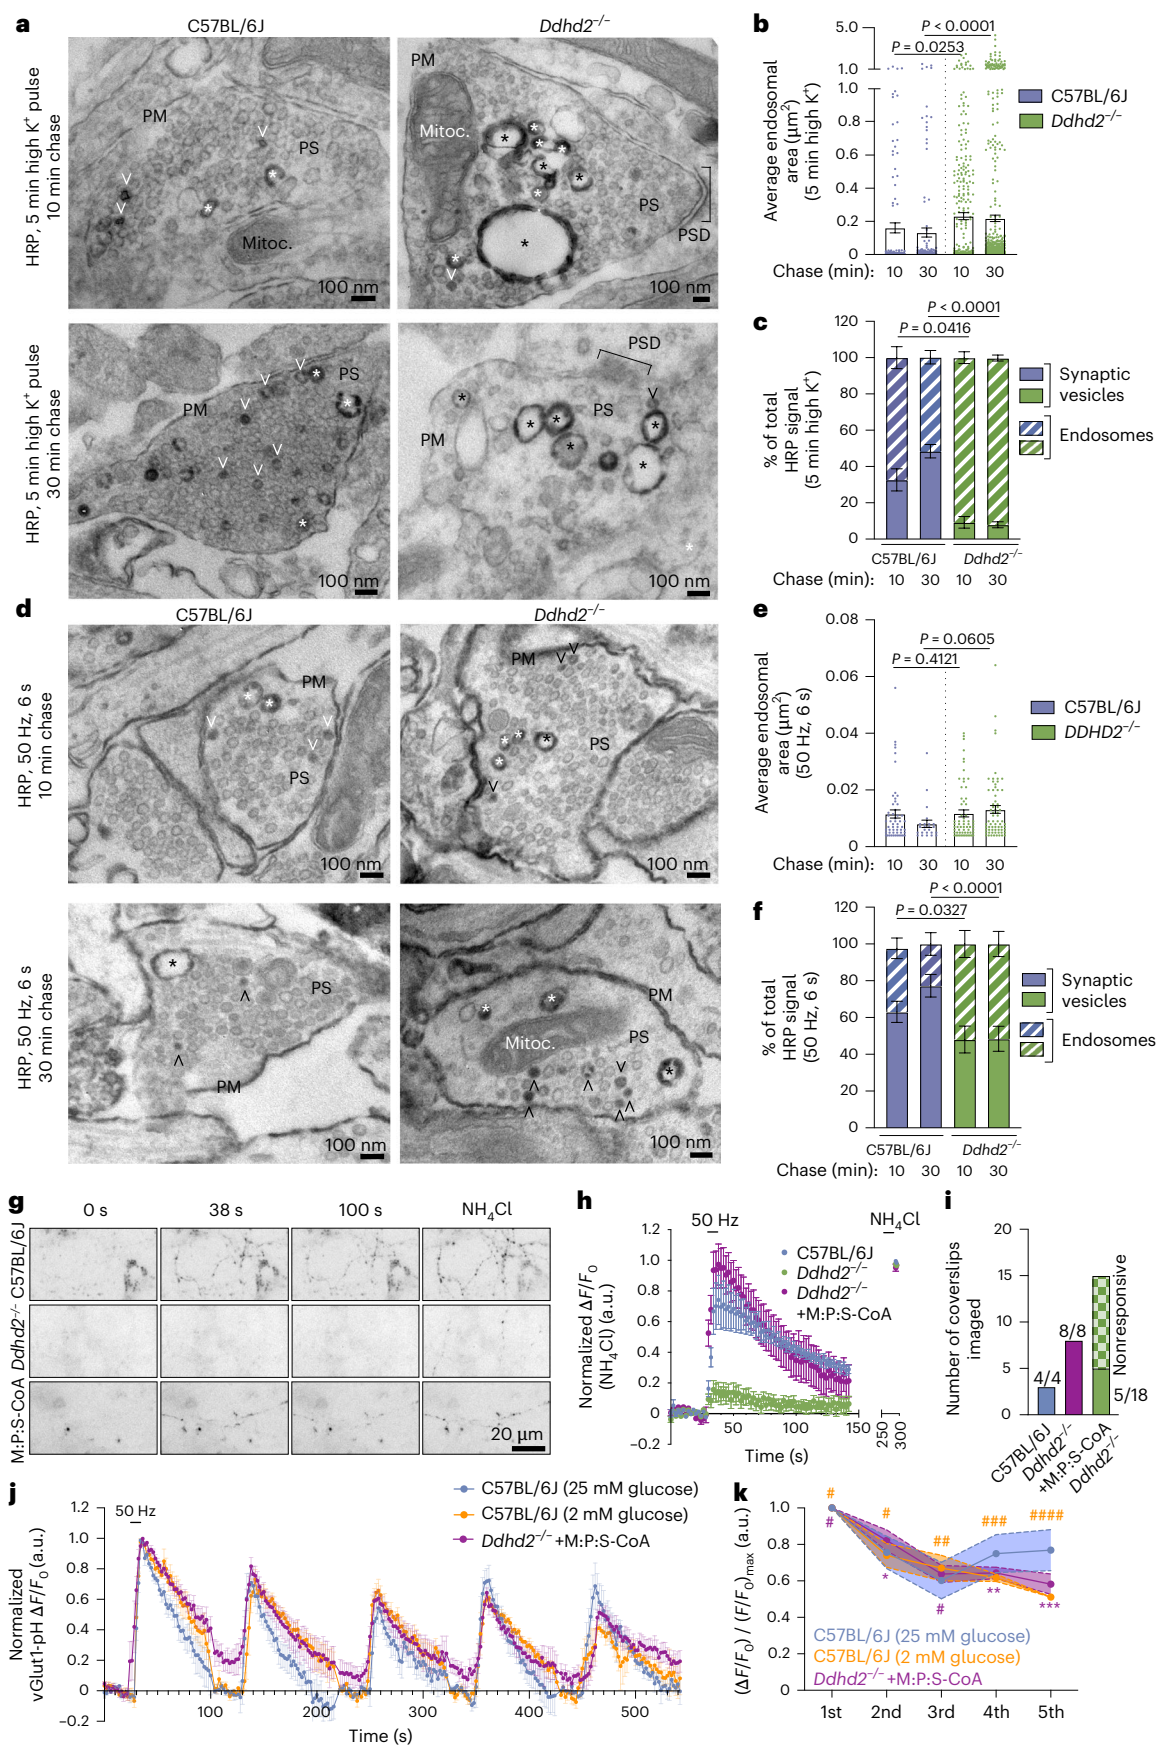 a
C57BL/6J
Ddhd2–/–
HRP, 5 min high K+ pulse
10 min chase
PM
PS
Mitoc.
100 nm
PM
Mitoc.
PS
PSD
100 nm
HRP, 5 min high K+ pulse
30 min chase
PM
PS
100 nm
PSD
PS
PM
100 nm
b
Average endosomal
area (μm2)
(5 min high K+)
5.0
1.0
1.0
0.8
0.6
0.4
0.2
0
P < 0.0001
P = 0.0253
C57BL/6J
Ddhd2–/–
Chase (min): 10 30 10 30
c
% of total
HRP signal
(5 min high K+)
120
100
80
60
40
20
0
P < 0.0001
P = 0.0416
Synaptic
vesicles
Endosomes
C57BL/6J Ddhd2–/–
Chase (min): 10 30 10 30
d
C57BL/6J
Ddhd2–/–
HRP, 50 Hz, 6 s
10 min chase
PM
PS
100 nm
PM
PS
100 nm
HRP, 50 Hz, 6 s
30 min chase
PS
PM
100 nm
PM
PS
Mitoc.
100 nm
e
Average endosomal
area (μm2)
(50 Hz, 6 s)
0.08
0.06
0.04
0.02
0
P = 0.0605
P = 0.4121
C57BL/6J
DDHD2–/–
Chase (min): 10 30 10 30
f
% of total
HRP signal
(50 Hz, 6 s)
120
100
80
60
40
20
0
P < 0.0001
P = 0.0327
Synaptic
vesicles
Endosomes
C57BL/6J Ddhd2–/–
Chase (min): 10 30 10 30
g
0 s 38 s 100 s NH4Cl
C57BL/6J
Ddhd2–/–
M:P:S-CoA
20 μm
h
Normalized ΔF/F0
(NH4Cl) (a.u.)
1.2
1.0
0.8
0.6
0.4
0.2
0
–0.2
50 Hz
NH4Cl
C57BL/6J
Ddhd2–/–
Ddhd2–/–
+M:P:S-CoA
50 100 150 250 300
Time (s)
i
Number of coverslips
imaged
20
15
10
5
0
4/4
8/8
5/18
Nonresponsive
C57BL/6J
Ddhd2–/–
+M:P:S-CoA
Ddhd2–/–
j
Normalized
vGlut1-pH ΔF/F0 (a.u.)
1.2
1.0
0.8
0.6
0.4
0.2
0
–0.2
50 Hz
C57BL/6J (25 mM glucose)
C57BL/6J (2 mM glucose)
Ddhd2–/– +M:P:S-CoA
100 200 300 400 500
Time (s)
k
(ΔF/F0) / (F/F0)max (a.u.)
1.0
0.8
0.6
0.4
0.2
0
# # ## ### ####
#
* # ** ***
C57BL/6J (25 mM glucose)
C57BL/6J (2 mM glucose)
Ddhd2–/– +M:P:S-CoA
1st 2nd 3rd 4th 5th